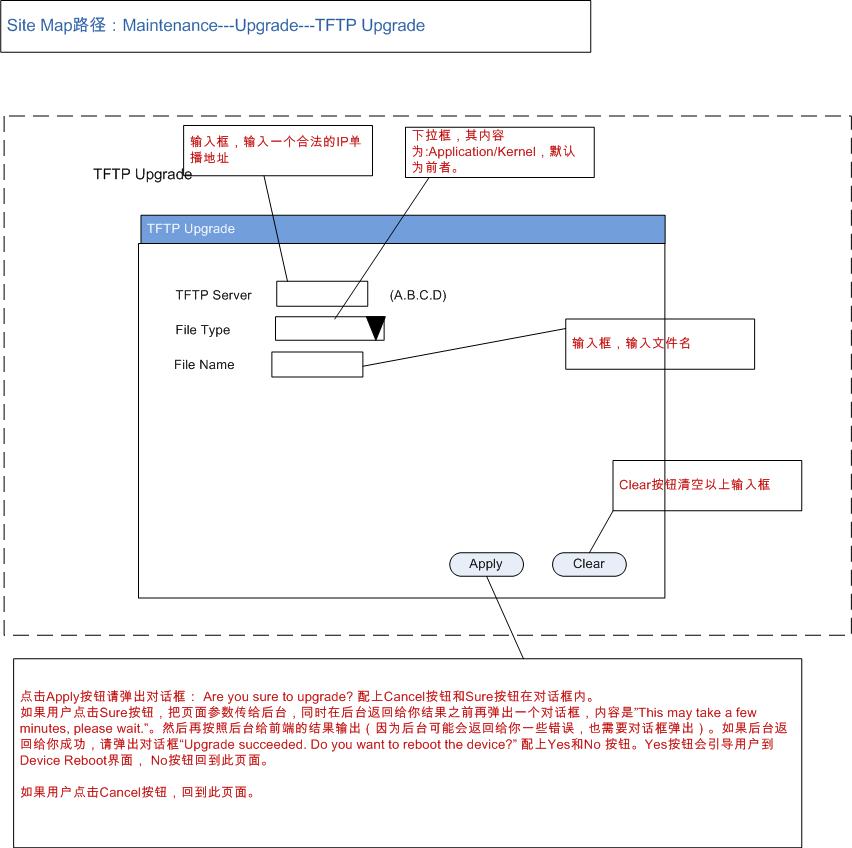 Site Map路径：Maintenance---Upgrade---TFTP Upgrade
输入框，输入一个合法的IP单
播地址
下拉框，其内容
为:Application/Kernel，默认
为前者。
TFTP Upgrade
TFTP Upgrade
TFTP Server
(A.B.C.D)
File Type
File Name
输入框，输入文件名
Clear按钮清空以上输入框
Apply
Clear
点击Apply按钮请弹出对话框： Are you sure to upgrade? 配上Cancel按钮和Sure按钮在对话框内。
如果用户点击Sure按钮，把页面参数传给后台，同时在后台返回给你结果之前再弹出一个对话框，内容是”This may take a few
minutes, please wait.”。然后再按照后台给前端的结果输出（因为后台可能会返回给你一些错误，也需要对话框弹出）。如果后台返
回给你成功，请弹出对话框“Upgrade succeeded. Do you want to reboot the device?” 配上Yes和No 按钮。Yes按钮会引导用户到
Device Reboot界面， No按钮回到此页面。
如果用户点击Cancel按钮，回到此页面。